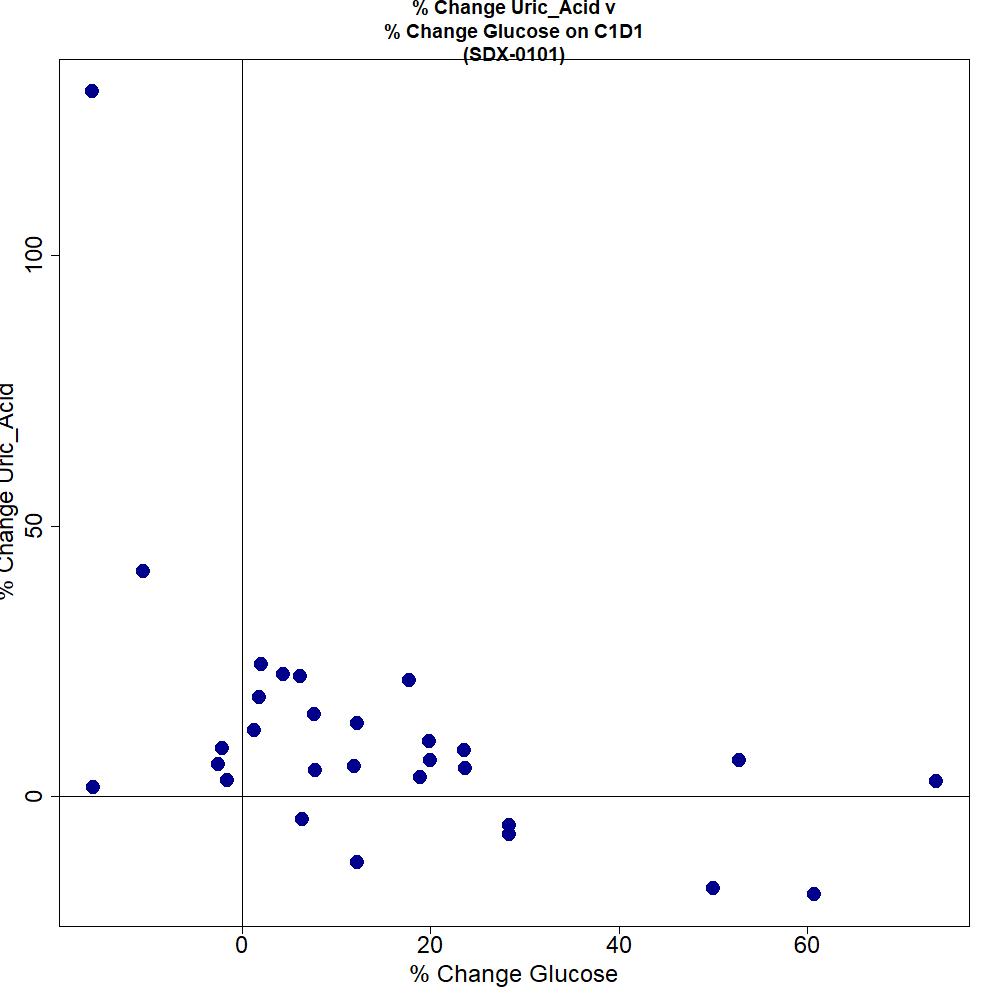 % Change Uric_Acid v
% Change Glucose on C1D1
(SDX-0101)
% Change Uric_Acid
100
50
0
0
20
40
60
% Change Glucose